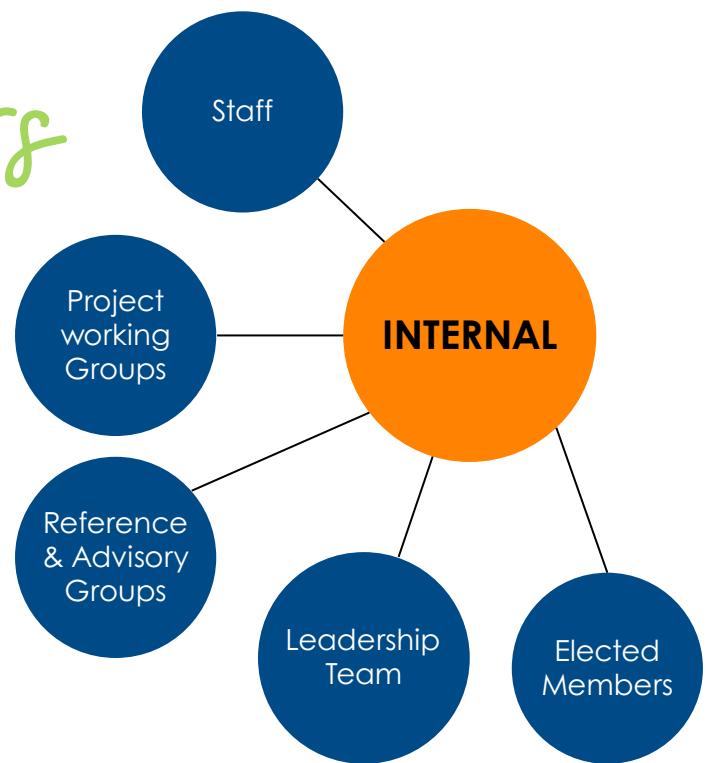 Staff
Project
working
Groups
INTERNAL
Reference
& Advisory
Groups
Leadership
Team
Elected
Members